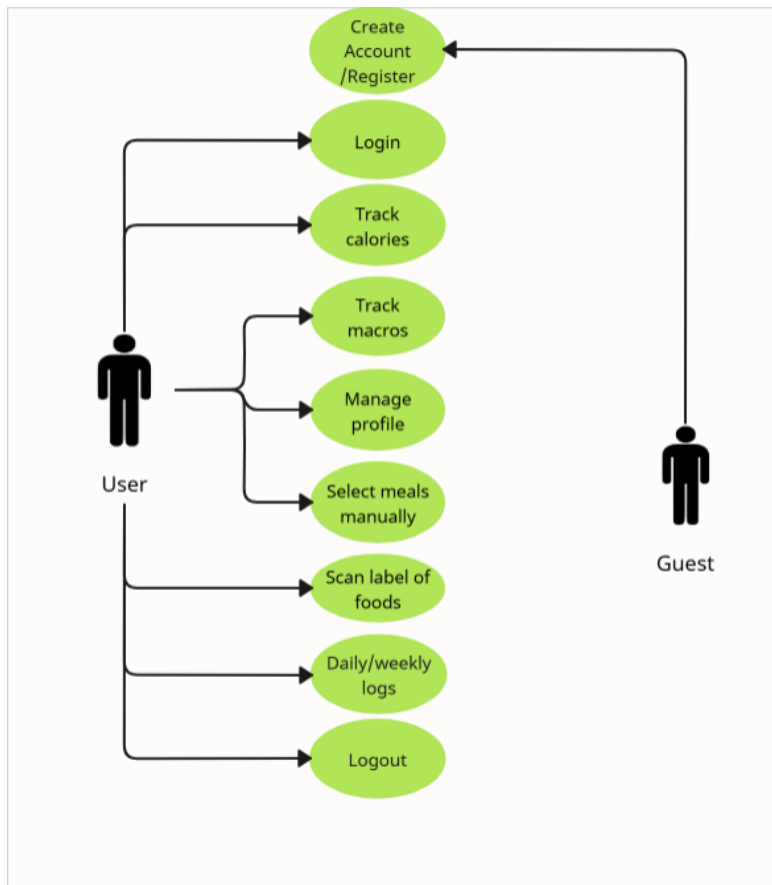 Create
Account
/Register
Login
Track
calories
Track
macros
Manage
profile
User
Select meals
manually
Guest
Scan label of
foods
Daily/weekly
logs
Logout